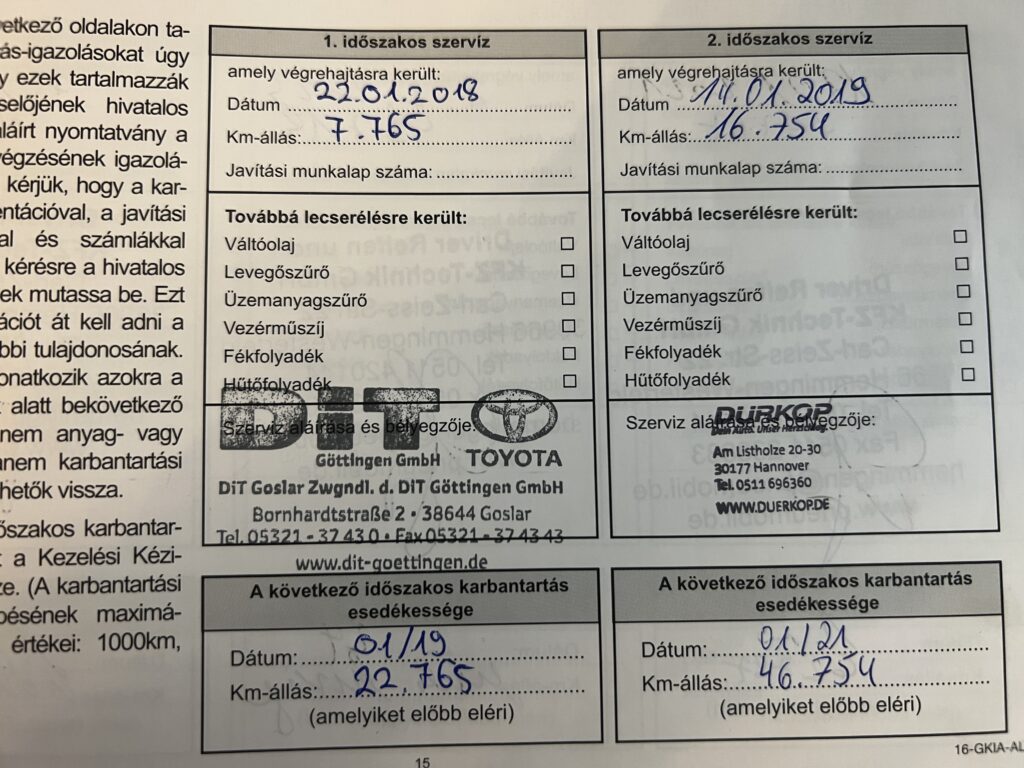 vetkező oldalakon ta-
ás-igazolásokat úgy
y ezek tartalmazzák
selőjének hivatalos
láírt nyomtatvány a
végzésének igazolá-
kérjük, hogy a kar-
entációval, a javítási
al és számlákkal
kérésre a hivatalos
ek mutassa be. Ezt
ációt át kell adni a
bbi tulajdonosának.
onatkozik azokra a
alatt bekövetkező
nem anyag- vagy
anem karbantartási
hetők vissza.
őszakos karbantar-
a Kezelési Kézi-
ze. (A karbantartási
pésének maximá-
értékei: 1000km,
1. időszakos szervíz
amely végrehajtásra került:
Dátum 22.01.2018
Km-állás: 7.765
Javítási munkalap száma:
Továbbá lecserélésre került:
Váltóolaj
Levegőszűrő
Üzemanyagszűrő
Vezérműszíj
Fékfolyadék
Hűtőfolyadék
Szerviz aláírása és bélyegzője:
DiT
Göttingen GmbH TOYOTA
DiT Goslar Zwgndl. d. DiT Göttingen GmbH
Bornhardtstraße 2 • 38644 Goslar
Tel. 05321 - 37 43 0 • Fax 05321 - 37 43 43
www.dit-goettingen.de
A következő időszakos karbantartás
esedékessége
Dátum: 01/19
Km-állás: 22.765
(amelyiket előbb eléri)
2. időszakos szervíz
amely végrehajtásra került:
Dátum 14.01.2019
Km-állás: 16.754
Javítási munkalap száma:
Továbbá lecserélésre került:
Váltóolaj
Levegőszűrő
Üzemanyagszűrő
Vezérműszíj
Fékfolyadék
Hűtőfolyadék
Szerviz aláírása és bélyegzője:
DÜRKOP
Dein Auto. Unser Herzschlag.
Am Listholze 20-30
30177 Hannover
Tel. 0511 696360
WWW.DUERKOP.DE
A következő időszakos karbantartás
esedékessége
Dátum: 01/21
Km-állás: 46.754
(amelyiket előbb eléri)
15
16-GKIA-AL